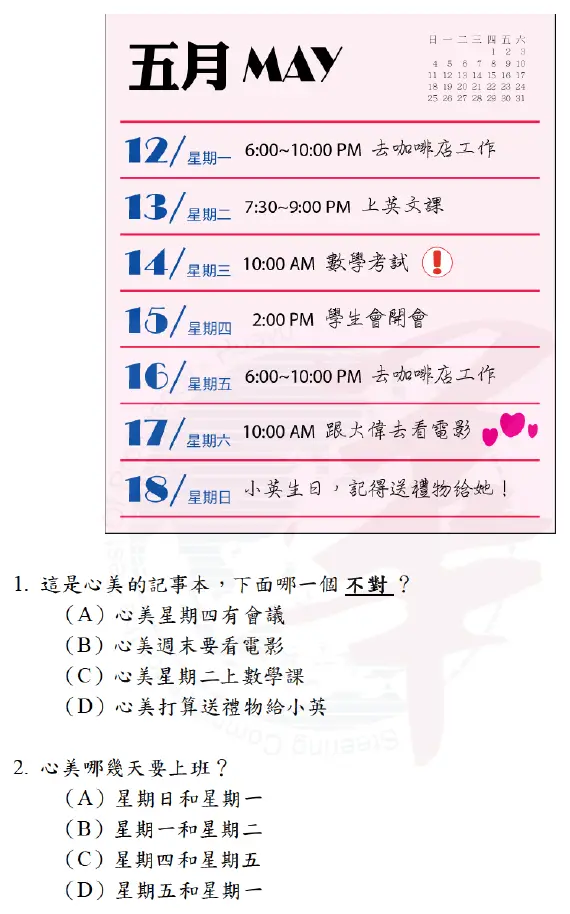 五月 MAY
日 一 二 三 四 五 六
1 2 3
4 5 6 7 8 9 10
11 12 13 14 15 16 17
18 19 20 21 22 23 24
25 26 27 28 29 30 31
12/星期一 6:00~10:00 PM 去咖啡店工作
13/星期二 7:30~9:00 PM 上英文課
14/星期三 10:00 AM 數學考試 !
15/星期四 2:00 PM 學生會開會
16/星期五 6:00~10:00 PM 去咖啡店工作
17/星期六 10:00 AM 跟大偉去看電影
18/星期日 小英生日，記得送禮物給她！
1. 這是心美的記事本，下面哪一個 不對 ？
（A）心美星期四有會議
（B）心美週末要看電影
（C）心美星期二上數學課
（D）心美打算送禮物給小英
2. 心美哪幾天要上班？
（A）星期日和星期一
（B）星期一和星期二
（C）星期四和星期五
（D）星期五和星期一